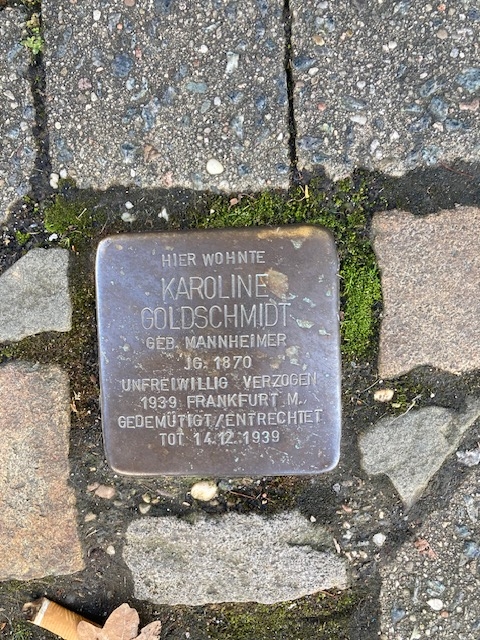 HIER WOHNTE
KAROLINE
GOLDSCHMIDT
GEB. MANNHEIMER
JG. 1870
UNFREIWILLIG VERZOGEN
1939 FRANKFURT M.
GEDEMÜTIGT/ENTRECHTET
TOT 14.12.1939